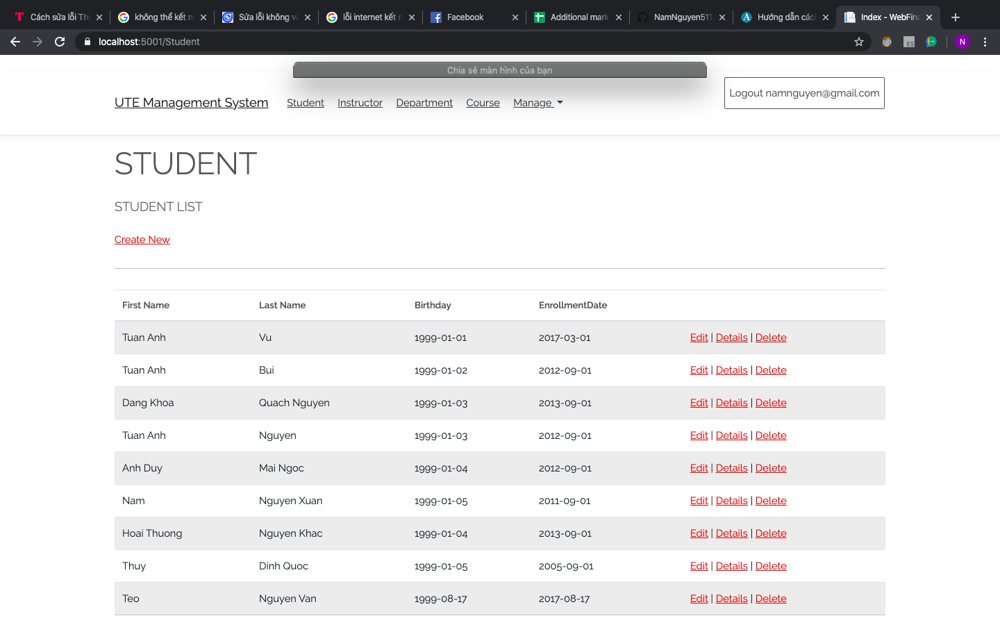 Cách sửa lỗi Th
không thể kết n
Sửa lỗi không v
lỗi internet kết n
Facebook
Additional mark
NamNguyen511
Hướng dẫn các
Index - WebFina
localhost:5001/Student
ES
N
Chia sẻ màn hình của bạn
UTE Management System Student Instructor Department Course Manage
Logout namnguyen@gmail.com
STUDENT
STUDENT LIST
Create New
First Name Last Name Birthday EnrollmentDate
Tuan Anh Vu 1999-01-01 2017-03-01 Edit | Details | Delete
Tuan Anh Bui 1999-01-02 2012-09-01 Edit | Details | Delete
Dang Khoa Quach Nguyen 1999-01-03 2013-09-01 Edit | Details | Delete
Tuan Anh Nguyen 1999-01-03 2012-09-01 Edit | Details | Delete
Anh Duy Mai Ngoc 1999-01-04 2012-09-01 Edit | Details | Delete
Nam Nguyen Xuan 1999-01-05 2011-09-01 Edit | Details | Delete
Hoai Thuong Nguyen Khac 1999-01-04 2013-09-01 Edit | Details | Delete
Thuy Dinh Quoc 1999-01-05 2005-09-01 Edit | Details | Delete
Teo Nguyen Van 1999-08-17 2017-08-17 Edit | Details | Delete